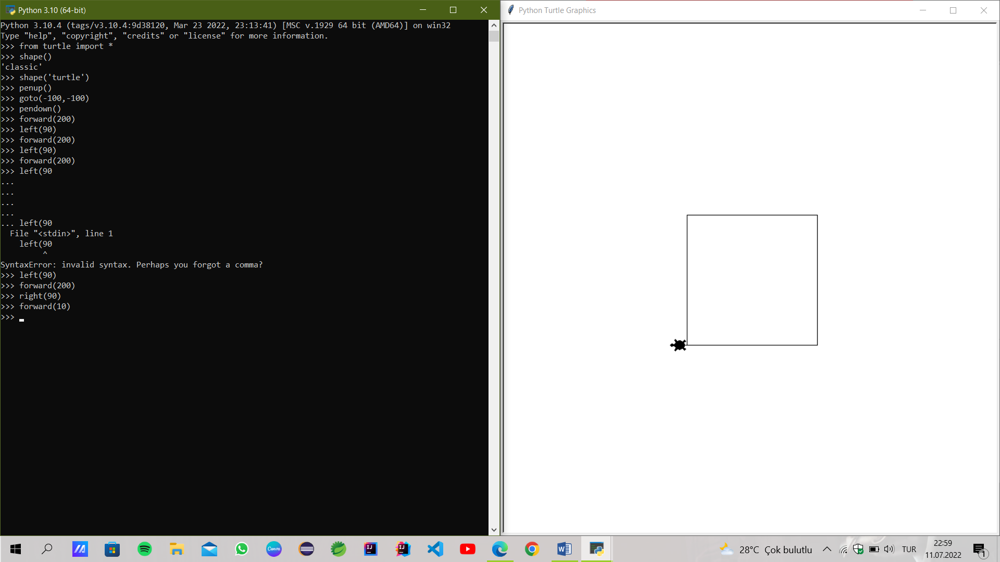 Python 3.10 (64-bit)
Python 3.10.4 (tags/v3.10.4:9d38120, Mar 23 2022, 23:13:41) [MSC v.1929 64 bit (AMD64)] on win32
Type "help", "copyright", "credits" or "license" for more information.
>>> from turtle import *
>>> shape()
'classic'
>>> shape('turtle')
>>> penup()
>>> goto(-100,-100)
>>> pendown()
>>> forward(200)
>>> left(90)
>>> forward(200)
>>> left(90)
>>> forward(200)
>>> left(90
...
...
...
...
... left(90
  File "<stdin>", line 1
    left(90
         ^
SyntaxError: invalid syntax. Perhaps you forgot a comma?
>>> left(90)
>>> forward(200)
>>> right(90)
>>> forward(10)
>>>
Python Turtle Graphics
Canva
IJ
IJ
W
28°C Çok bulutlu
TUR
22:59
11.07.2022
1